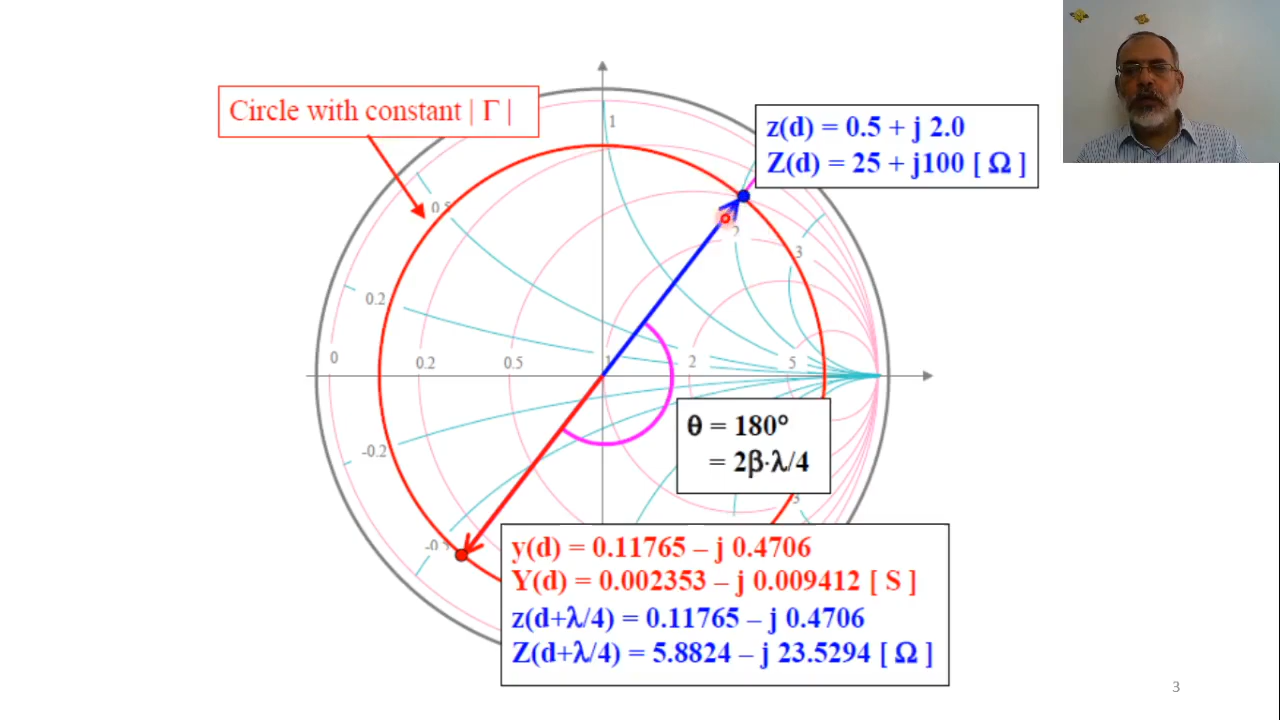 Circle with constant | Γ |
z(d) = 0.5 + j 2.0
Z(d) = 25 + j100 [ Ω ]
1
0.5
2
3
0.2
0
0.2
0.5
1
2
5
θ = 180°
= 2β·λ/4
-0.2
3
y(d) = 0.11765 – j 0.4706
Y(d) = 0.002353 – j 0.009412 [ S ]
z(d+λ/4) = 0.11765 – j 0.4706
Z(d+λ/4) = 5.8824 – j 23.5294 [ Ω ]
3